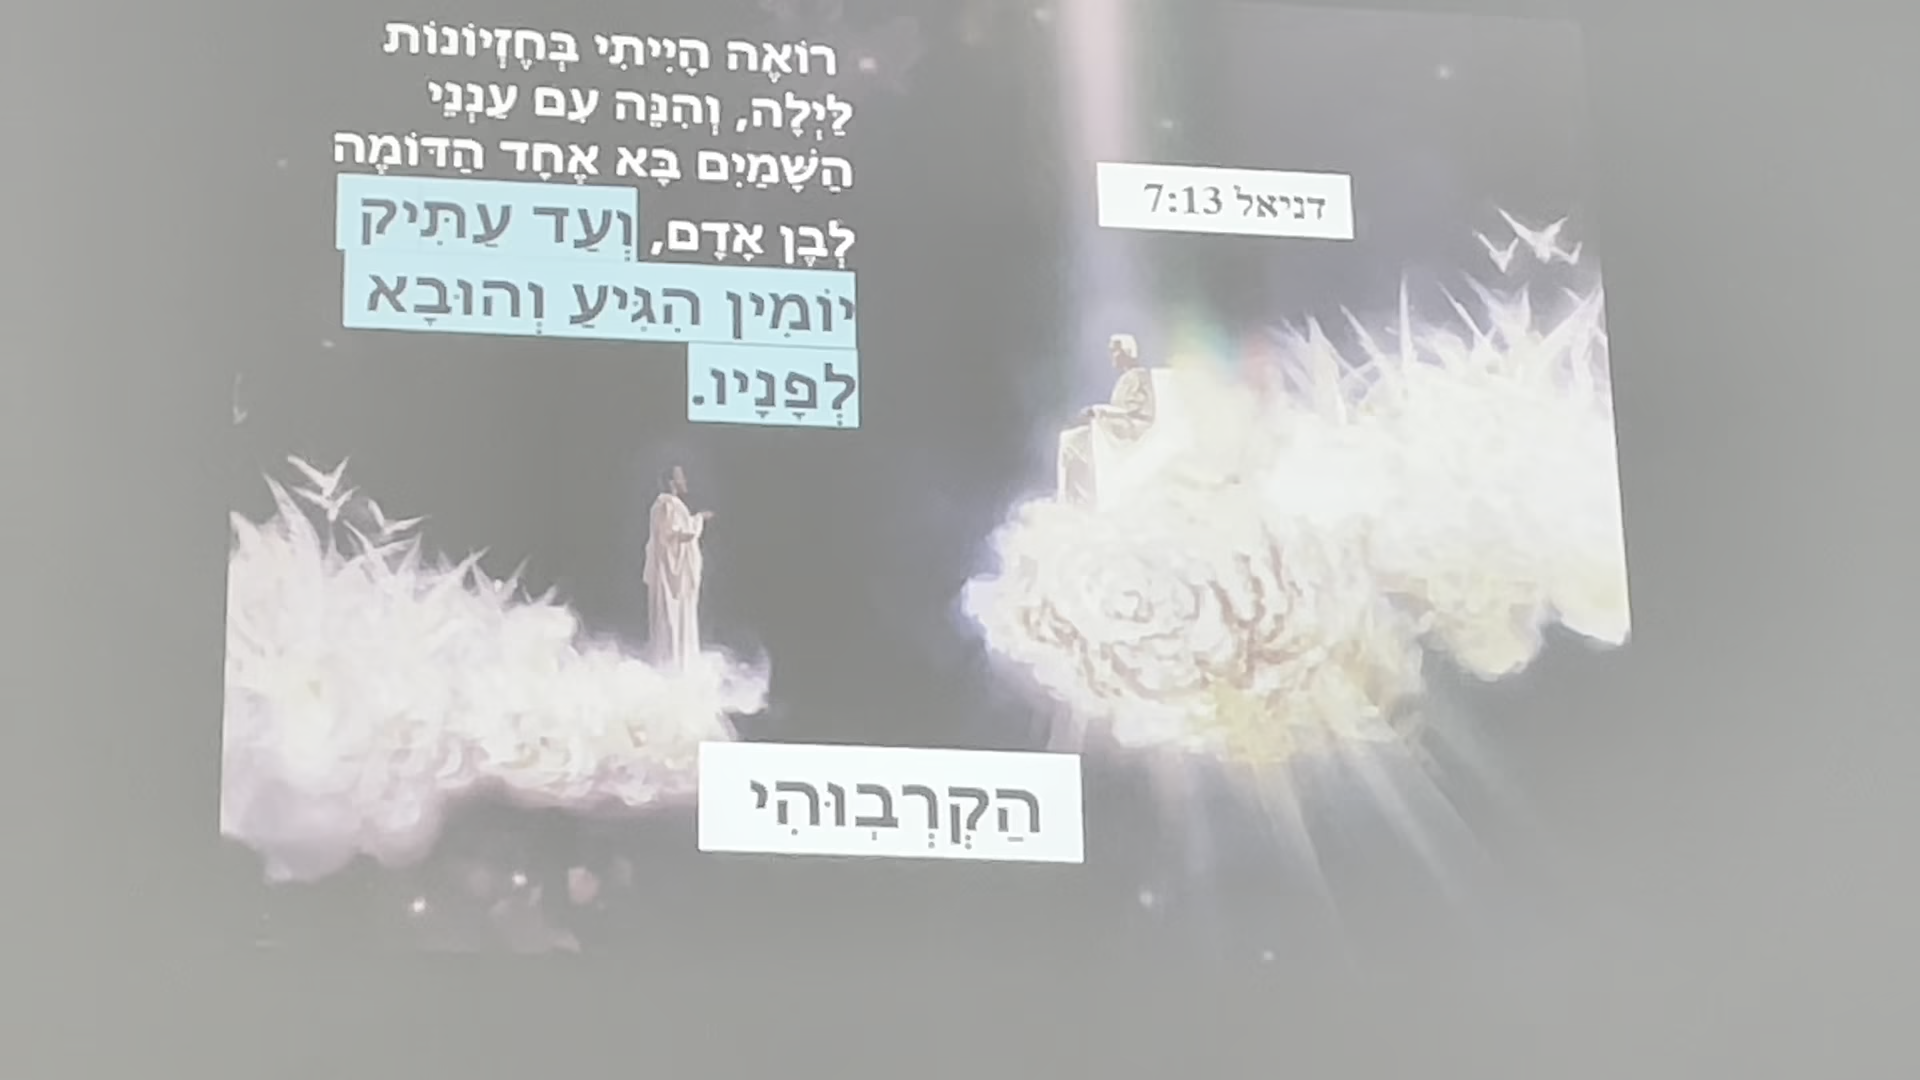 רוֹאֶה הָיִיתִי בְּחֶזְיוֹנוֹת
לַיְלָה, וְהִנֵּה עִם עַנְנֵי
הַשָּׁמַיִם בָּא אֶחָד הַדּוֹמֶה
לְבֶן אָדָם, וְעַד עַתִּיק
יוֹמִין הִגִּיעַ וְהוּבָא
לְפָנָיו.
דניאל 7:13
הַקְרְבוּהִי